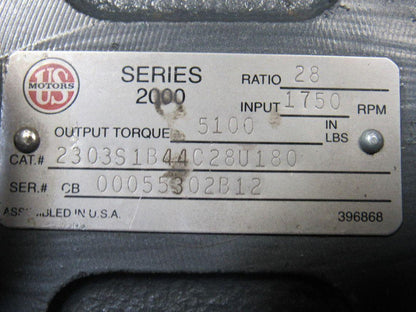 US
MOTORS
SERIES
2000
RATIO 28
INPUT 1750 RPM
OUTPUT TORQUE 5100 IN LBS
CAT.# 2303S1B44C28U180
SER.# CB 00055302B12
ASSEMBLED IN U.S.A.
396868